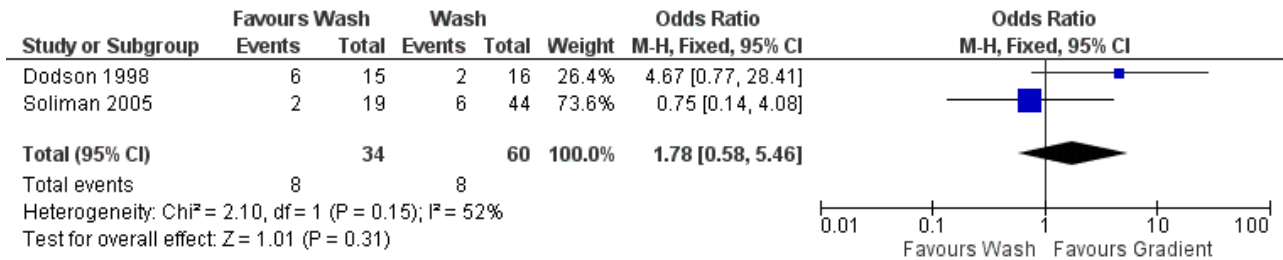 Favours Wash Wash Odds Ratio Odds Ratio
Study or Subgroup Events Total Events Total Weight M-H, Fixed, 95% CI M-H, Fixed, 95% CI
Dodson 1998 6 15 2 16 26.4% 4.67 [0.77, 28.41]
Soliman 2005 2 19 6 44 73.6% 0.75 [0.14, 4.08]
Total (95% CI) 34 60 100.0% 1.78 [0.58, 5.46]
Total events 8 8
Heterogeneity: Chi² = 2.10, df = 1 (P = 0.15); I² = 52%
Test for overall effect: Z = 1.01 (P = 0.31)
0.01 0.1 1 10 100
Favours Wash Favours Gradient